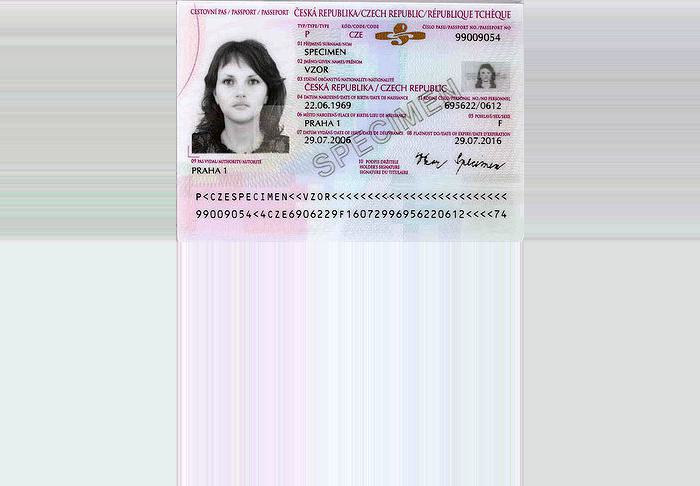 CESTOVNÍ PAS / PASSPORT / PASSEPORT
ČESKÁ REPUBLIKA/CZECH REPUBLIC/RÉPUBLIQUE TCHÈQUE
TYP/TYPE/TYPE KÓD/CODE/CODE ČÍSLO PASU/PASSPORT NO./PASSEPORT NO
P CZE 99009054
01 PŘÍJMENÍ/SURNAME/NOM
SPECIMEN
02 JMÉNO/GIVEN NAMES/PRÉNOM
VZOR
03 STÁTNÍ OBČANSTVÍ/NATIONALITY/NATIONALITÉ
ČESKÁ REPUBLIKA / CZECH REPUBLIC
04 DATUM NAROZENÍ/DATE OF BIRTH/DATE DE NAISSANCE RODNÉ ČÍSLO/PERSONAL NO./NO PERSONNEL
22.06.1969 695622/0612
06 MÍSTO NAROZENÍ/PLACE OF BIRTH/LIEU DE NAISSANCE 05 POHLAVÍ/SEX/SEXE
PRAHA 1 F
07 DATUM VYDÁNÍ/DATE OF ISSUE/DATE DE DÉLIVRANCE 08 PLATNOST DO/DATE OF EXPIRY/DATE D'EXPIRATION
29.07.2006 29.07.2016
SPECIMEN
09 PAS VYDAL/AUTHORITY/AUTORITÉ
PRAHA 1
10 PODPIS DRŽITELE
HOLDER'S SIGNATURE
SIGNATURE DU TITULAIRE
Vzor Specimen
P<CZESPECIMEN<<VZOR<<<<<<<<<<<<<<<<<<<<<<<<<
99009054<4CZE6906229F16072996956220612<<<<74